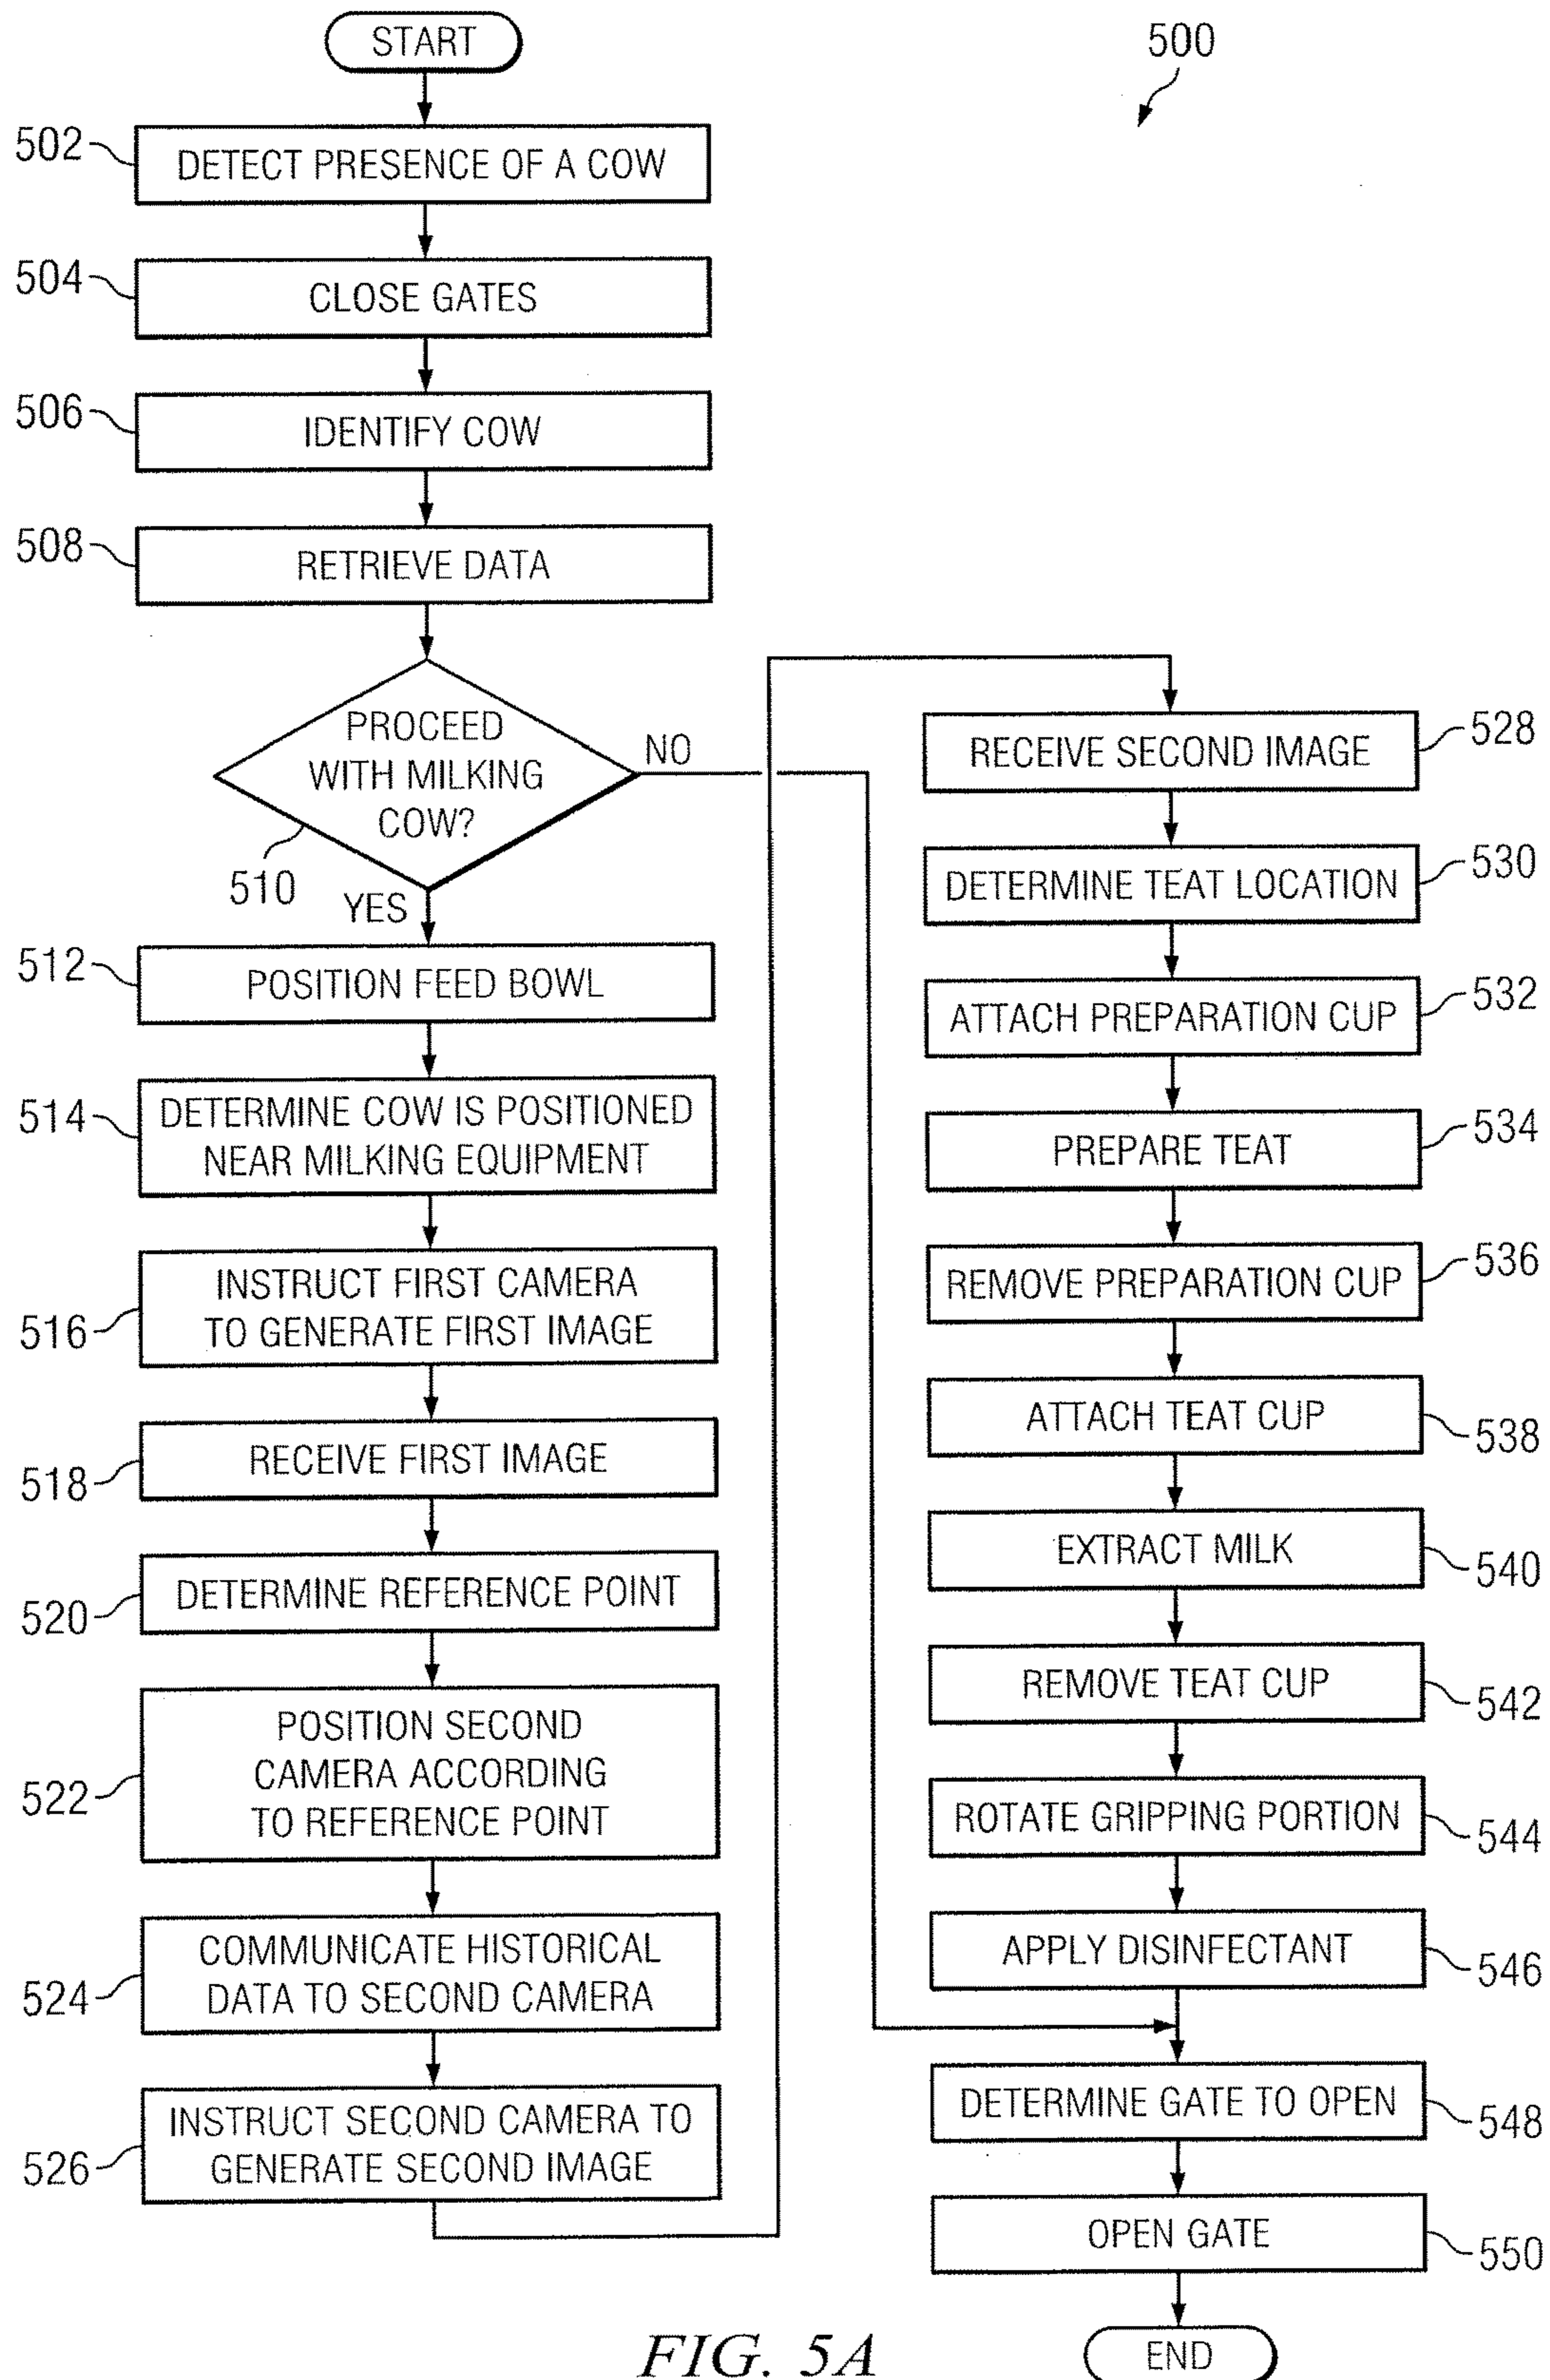 START
500
502
DETECT PRESENCE OF A COW
504
CLOSE GATES
506
IDENTIFY COW
508
RETRIEVE DATA
PROCEED
WITH MILKING
COW?
NO
510
YES
512
POSITION FEED BOWL
514
DETERMINE COW IS POSITIONED
NEAR MILKING EQUIPMENT
516
INSTRUCT FIRST CAMERA
TO GENERATE FIRST IMAGE
518
RECEIVE FIRST IMAGE
520
DETERMINE REFERENCE POINT
522
POSITION SECOND
CAMERA ACCORDING
TO REFERENCE POINT
524
COMMUNICATE HISTORICAL
DATA TO SECOND CAMERA
526
INSTRUCT SECOND CAMERA TO
GENERATE SECOND IMAGE
RECEIVE SECOND IMAGE
528
DETERMINE TEAT LOCATION
530
ATTACH PREPARATION CUP
532
PREPARE TEAT
534
REMOVE PREPARATION CUP
536
ATTACH TEAT CUP
538
EXTRACT MILK
540
REMOVE TEAT CUP
542
ROTATE GRIPPING PORTION
544
APPLY DISINFECTANT
546
DETERMINE GATE TO OPEN
548
OPEN GATE
550
END
FIG. 5A